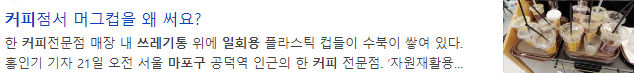 커피점서 머그컵을 왜 써요?
한 커피전문점 매장 내 쓰레기통 위에 일회용 플라스틱 컵들이 수북이 쌓여 있다.
홍인기 기자 21일 오전 서울 마포구 공덕역 인근의 한 커피 전문점. ‘자원재활용...